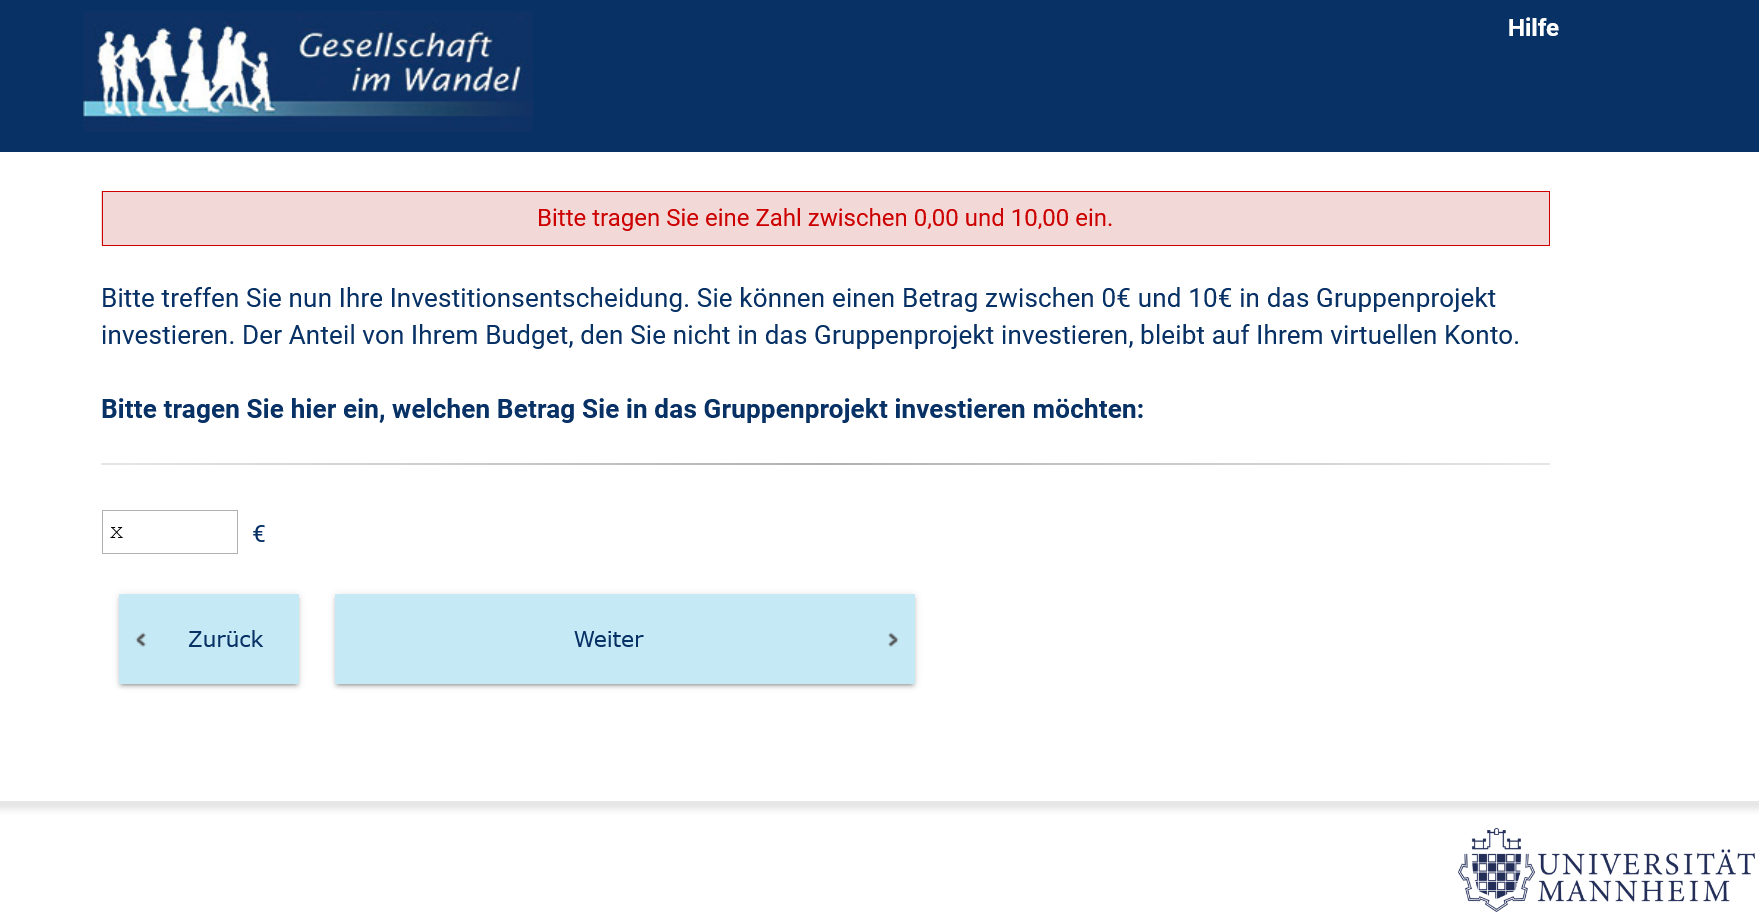 Gesellschaft
im Wandel
Hilfe
Bitte tragen Sie eine Zahl zwischen 0,00 und 10,00 ein.
Bitte treffen Sie nun Ihre Investitionsentscheidung. Sie können einen Betrag zwischen 0€ und 10€ in das Gruppenprojekt
investieren. Der Anteil von Ihrem Budget, den Sie nicht in das Gruppenprojekt investieren, bleibt auf Ihrem virtuellen Konto.
Bitte tragen Sie hier ein, welchen Betrag Sie in das Gruppenprojekt investieren möchten:
x €
Zurück Weiter
UNIVERSITÄT
MANNHEIM